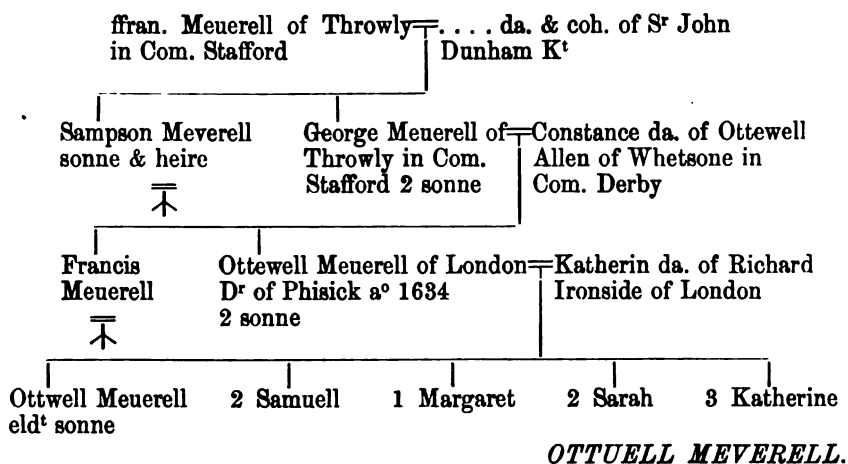 ffran. Meuerell of Throwly=.... da. & coh. of Sʳ John
in Com. Stafford Dunham Kᵗ
Sampson Meverell
sonne & heire
George Meuerell of
Throwly in Com.
Stafford 2 sonne
=Constance da. of Ottewell
Allen of Whetsone in
Com. Derby
Francis
Meuerell
Ottewell Meuerell of London
Dʳ of Phisick aº 1634
2 sonne
=Katherin da. of Richard
Ironside of London
Ottwell Meuerell
eldᵗ sonne
2 Samuell
1 Margaret
2 Sarah
3 Katherine
OTTUELL MEVERELL.